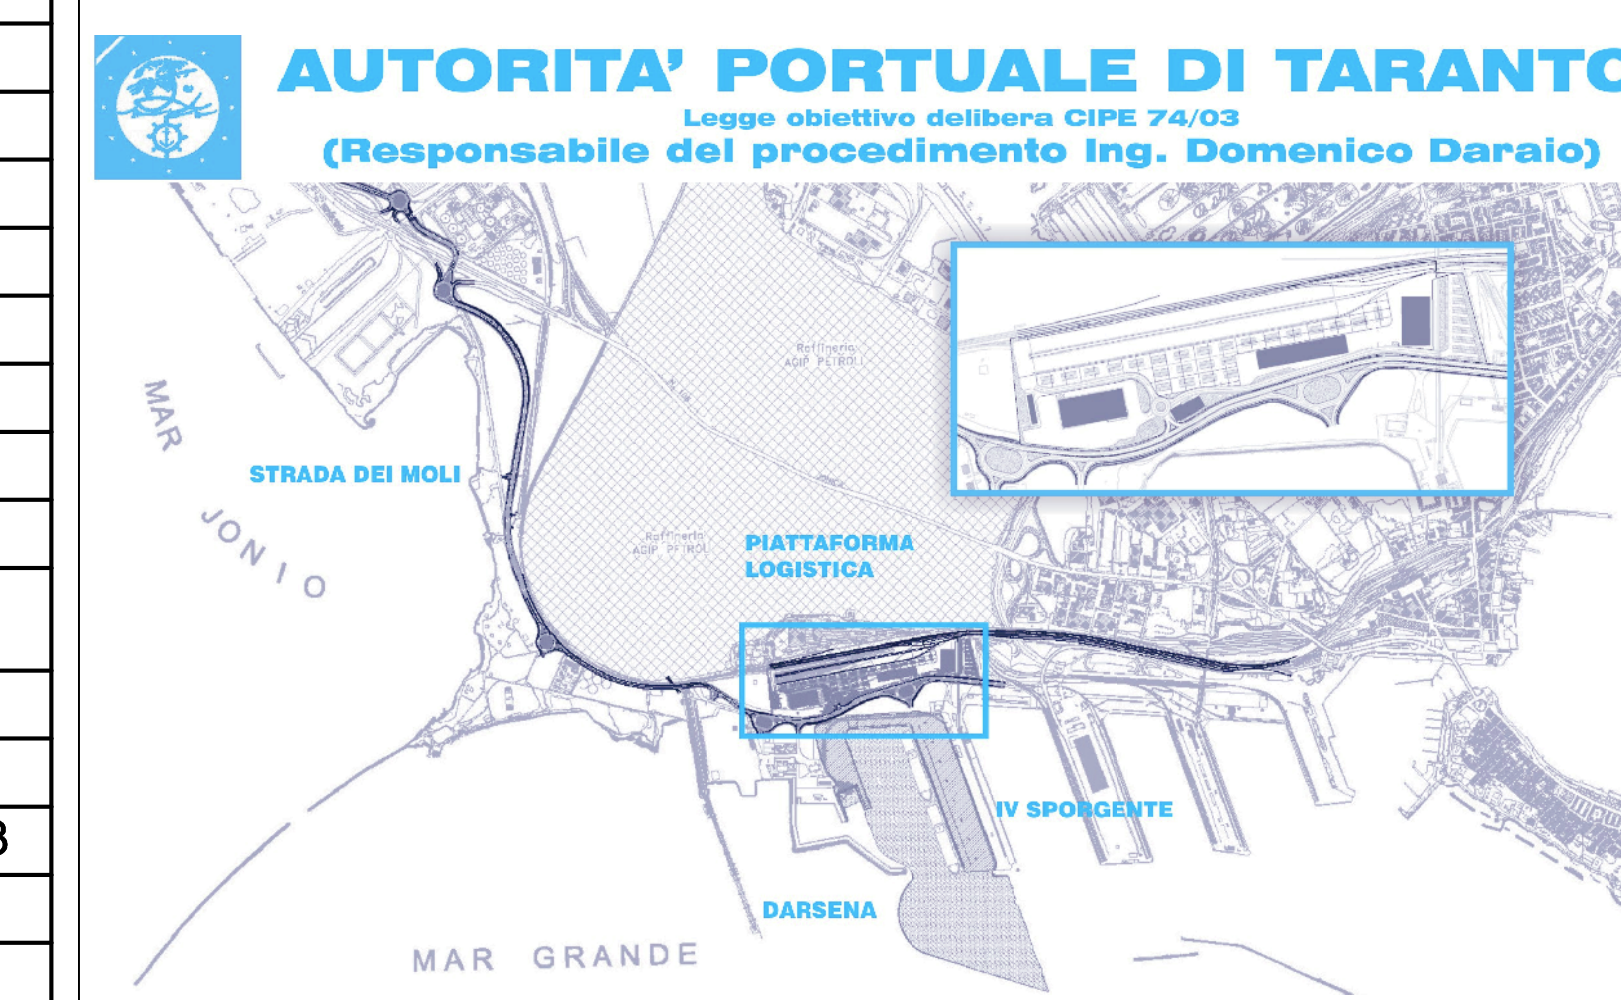 AUTORITA' PORTUALE DI TARANTO
Legge obiettivo delibera CIPE 74/03
(Responsabile del procedimento Ing. Domenico Daraio)
Raffineria
AGIP PETROLI
MAR
JONIO
STRADA DEI MOLI
Raffineria
AGIP PETROLI
PIATTAFORMA
LOGISTICA
IV SPORGENTE
DARSENA
MAR GRANDE